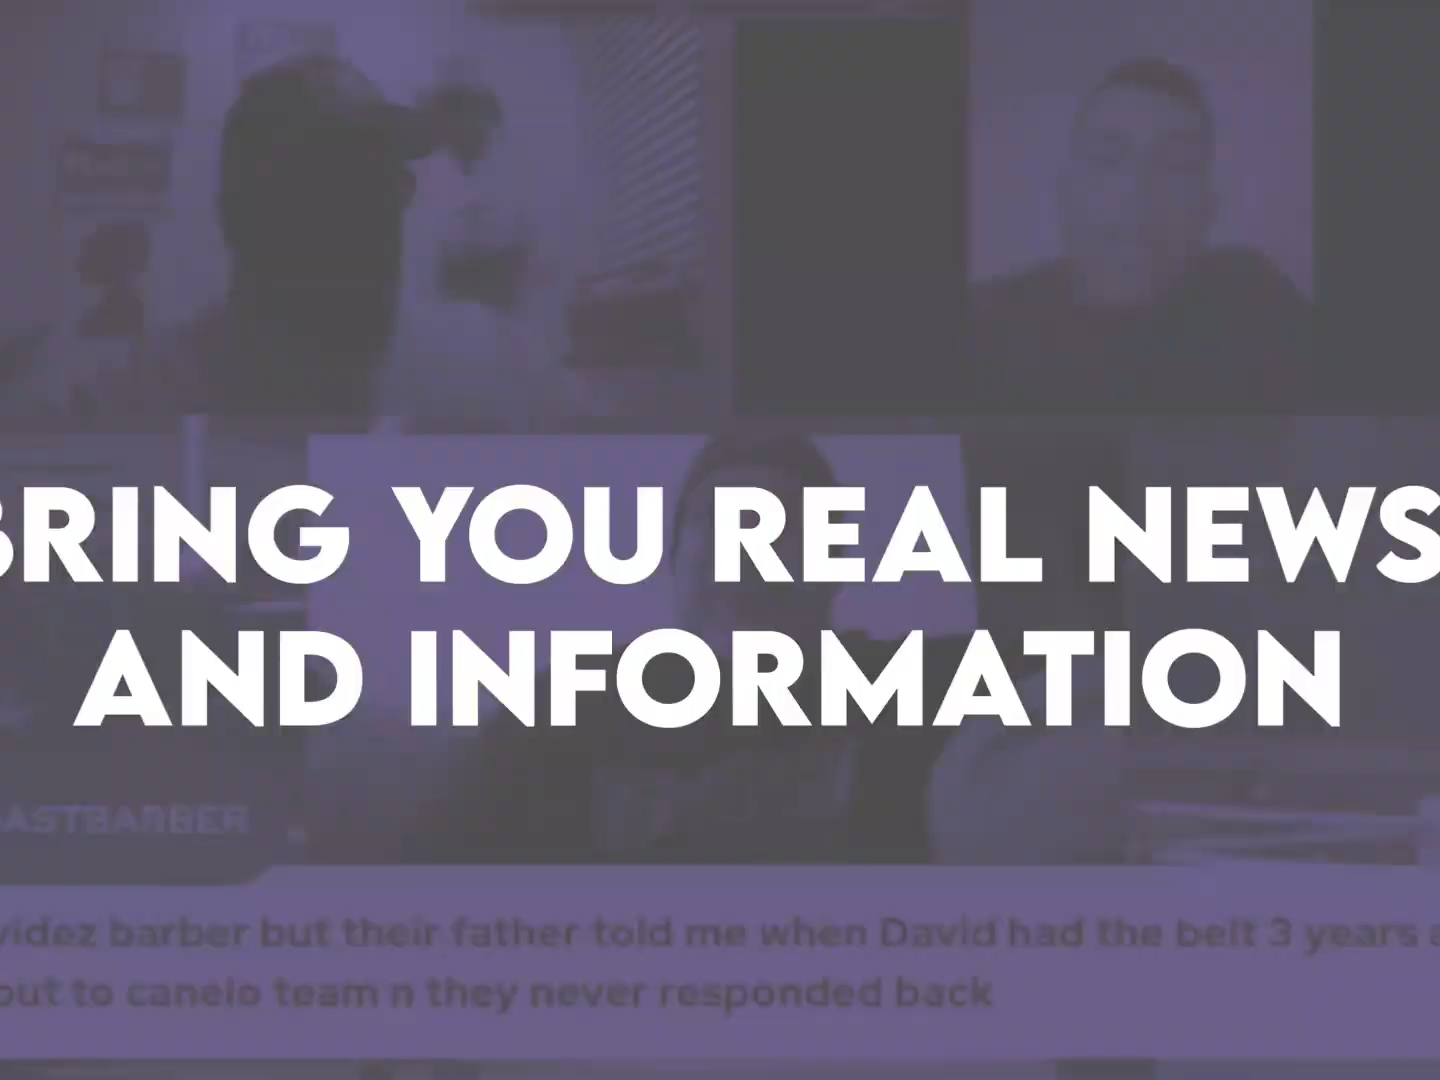 BRING YOU REAL NEWS
AND INFORMATION
ASTBARBER
videz barber but their father told me when David had the belt 3 years a
out to canelo team n they never responded back